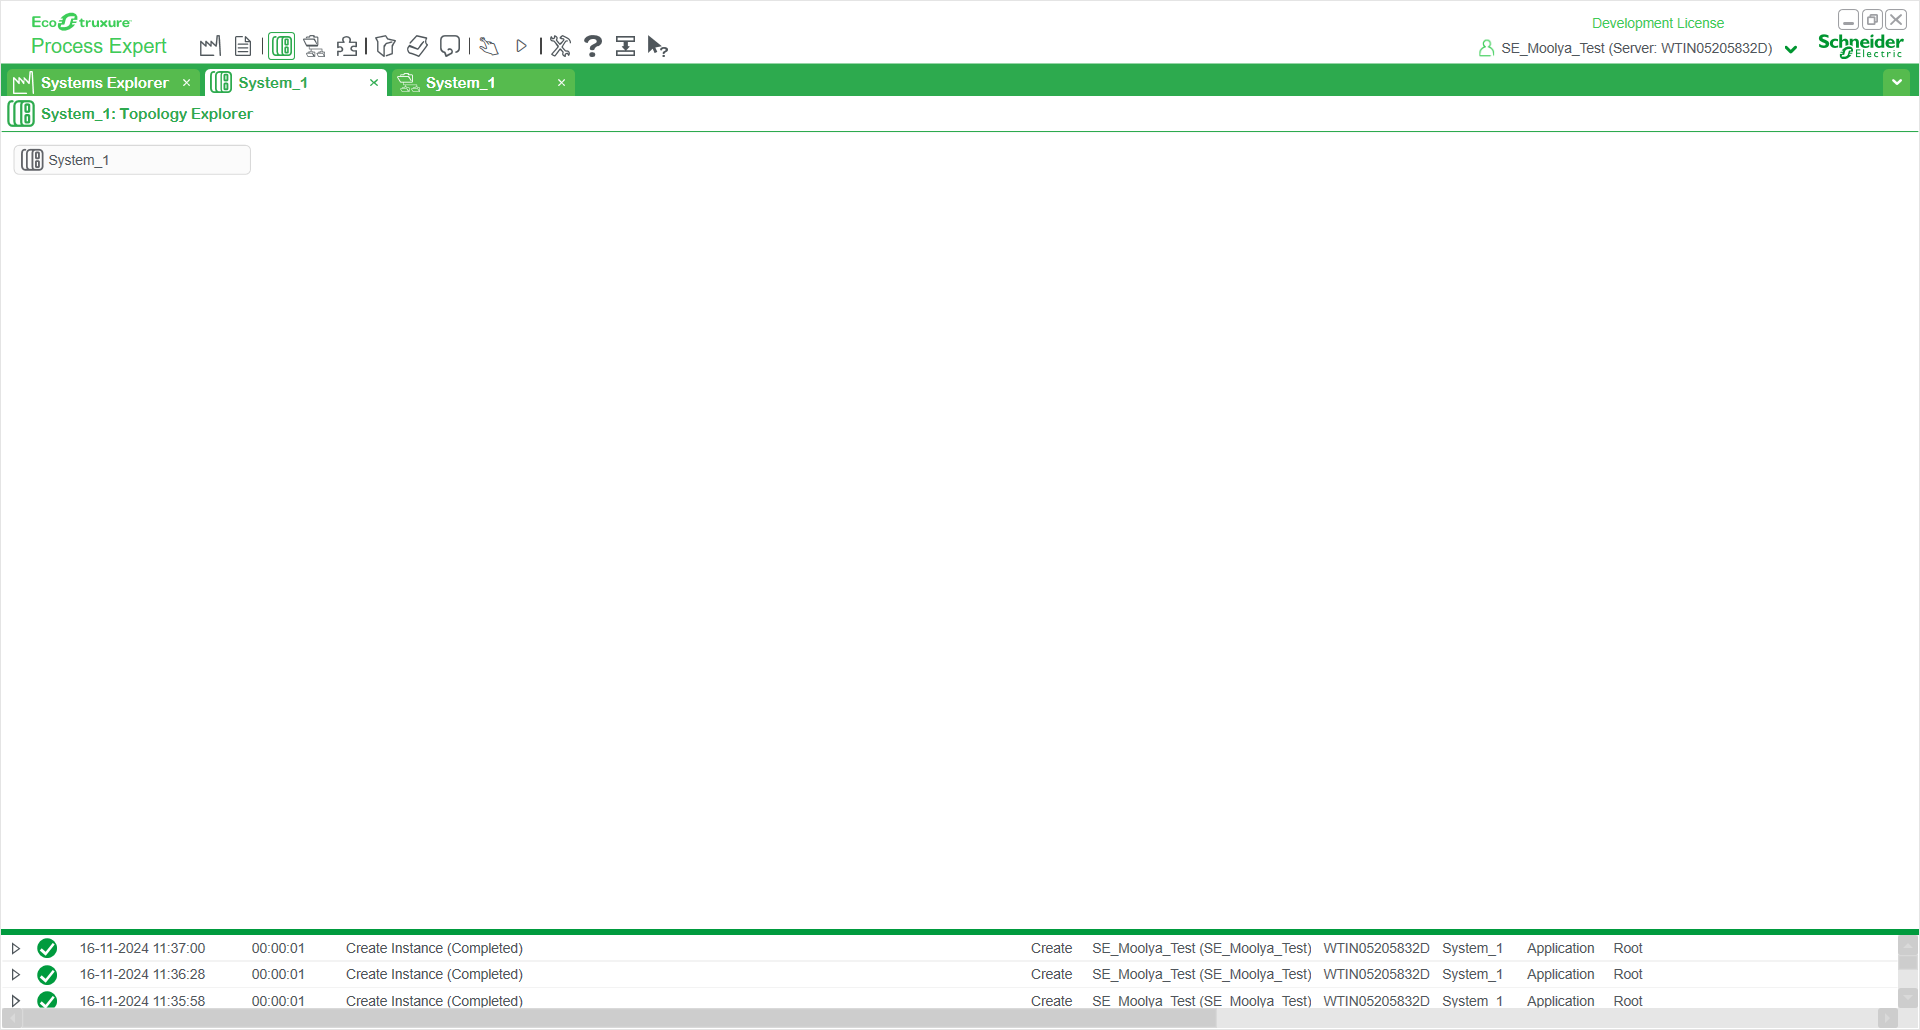 EcoStruxure
Process Expert
Development License
SE_Moolya_Test (Server: WTIN05205832D)
Schneider
Electric
Systems Explorer
System_1
System_1
System_1: Topology Explorer
System_1
16-11-2024 11:37:00 00:00:01 Create Instance (Completed) Create SE_Moolya_Test (SE_Moolya_Test) WTIN05205832D System_1 Application Root
16-11-2024 11:36:28 00:00:01 Create Instance (Completed) Create SE_Moolya_Test (SE_Moolya_Test) WTIN05205832D System_1 Application Root
16-11-2024 11:35:58 00:00:01 Create Instance (Completed) Create SE_Moolya_Test (SE_Moolya_Test) WTIN05205832D System_1 Application Root